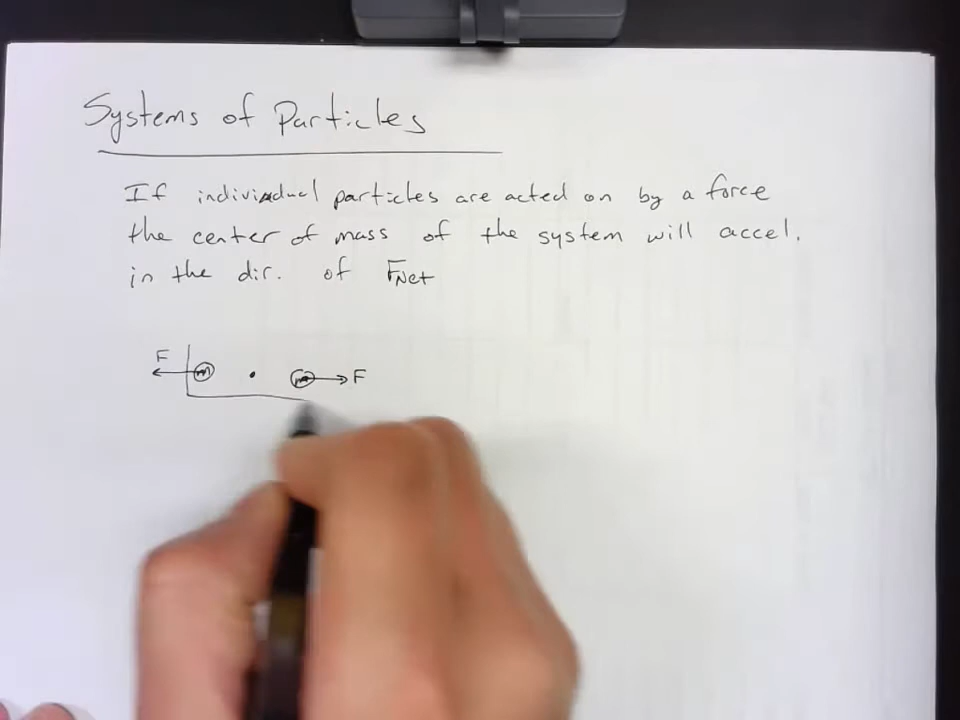 Systems of Particles
If individual particles are acted on by a force
the center of mass of the system will accel.
in the dir. of FNet
F m m F